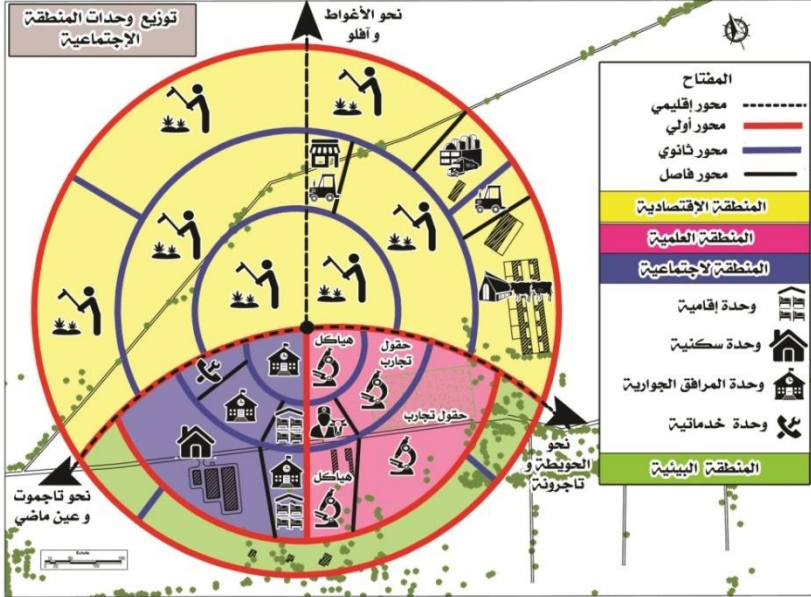 توزيع وحدات المنطقة
الإجتماعية
نحو الأغواط
و آفلو
المفتاح
محور إقليمي
محور أولي
محور ثانوي
محور فاصل
المنطقة الإقتصادية
المنطقة العلمية
المنطقة لاجتماعية
وحدة إقامية
وحدة سكنية
وحدة المرافق الجوارية
وحدة خدماتية
المنطقة البيئية
هياكل
حقول
تجارب
حقول تجارب
هياكل
نحو
الحويطة و
تاجرونة
نحو تاجموت
و عين ماضي